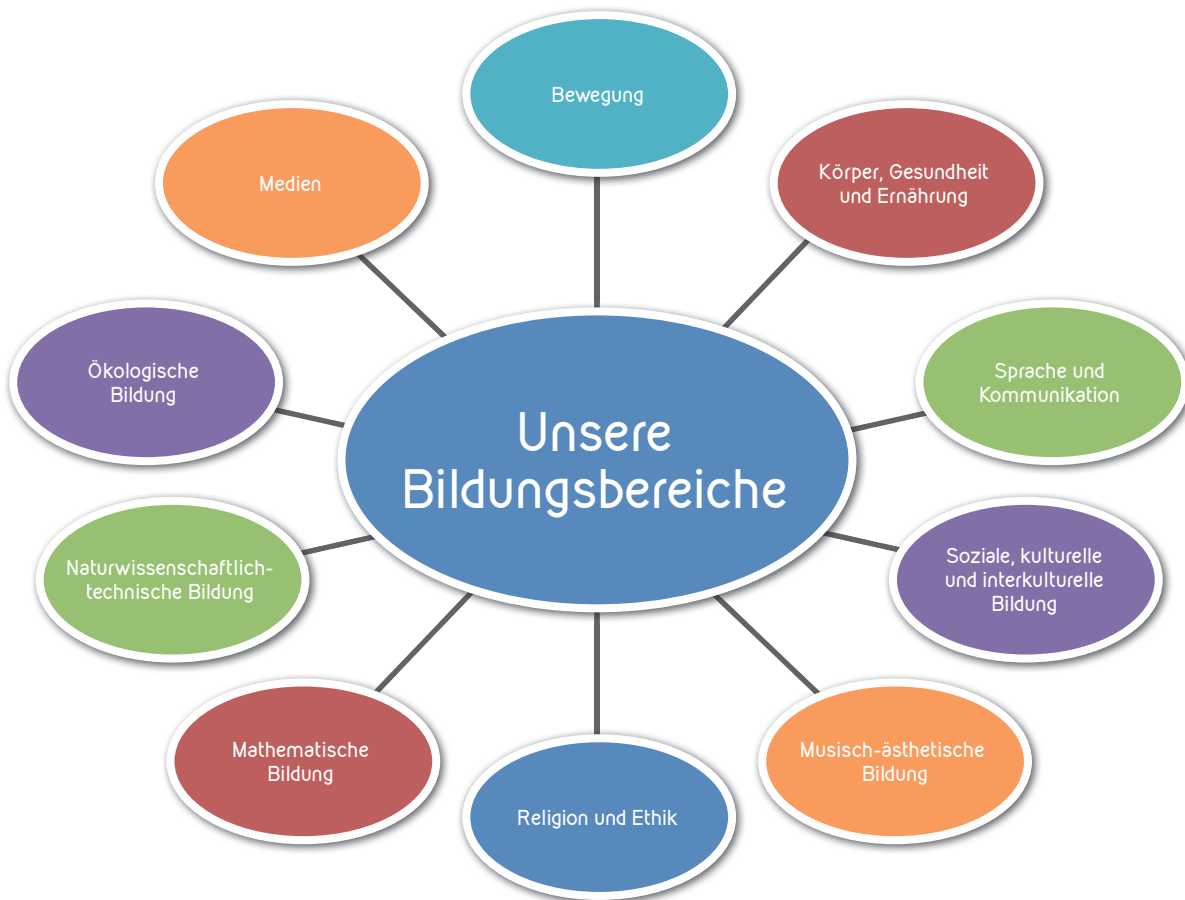 Bewegung
Körper, Gesundheit
und Ernährung
Sprache und
Kommunikation
Soziale, kulturelle
und interkulturelle
Bildung
Musisch-ästhetische
Bildung
Religion und Ethik
Mathematische
Bildung
Naturwissenschaftlich-
technische Bildung
Ökologische
Bildung
Medien
Unsere
Bildungsbereiche